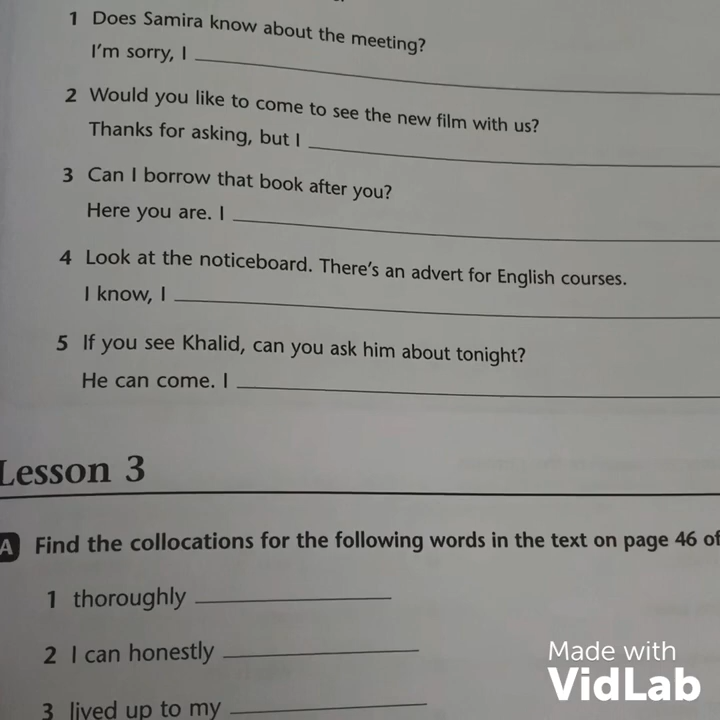 1 Does Samira know about the meeting?
I'm sorry, I
2 Would you like to come to see the new film with us?
Thanks for asking, but I
3 Can I borrow that book after you?
Here you are. I
4 Look at the noticeboard. There's an advert for English courses.
I know, I
5 If you see Khalid, can you ask him about tonight?
He can come. I
Lesson 3
A Find the collocations for the following words in the text on page 46 of
1 thoroughly
2 I can honestly
3 lived up to my
Made with
VidLab